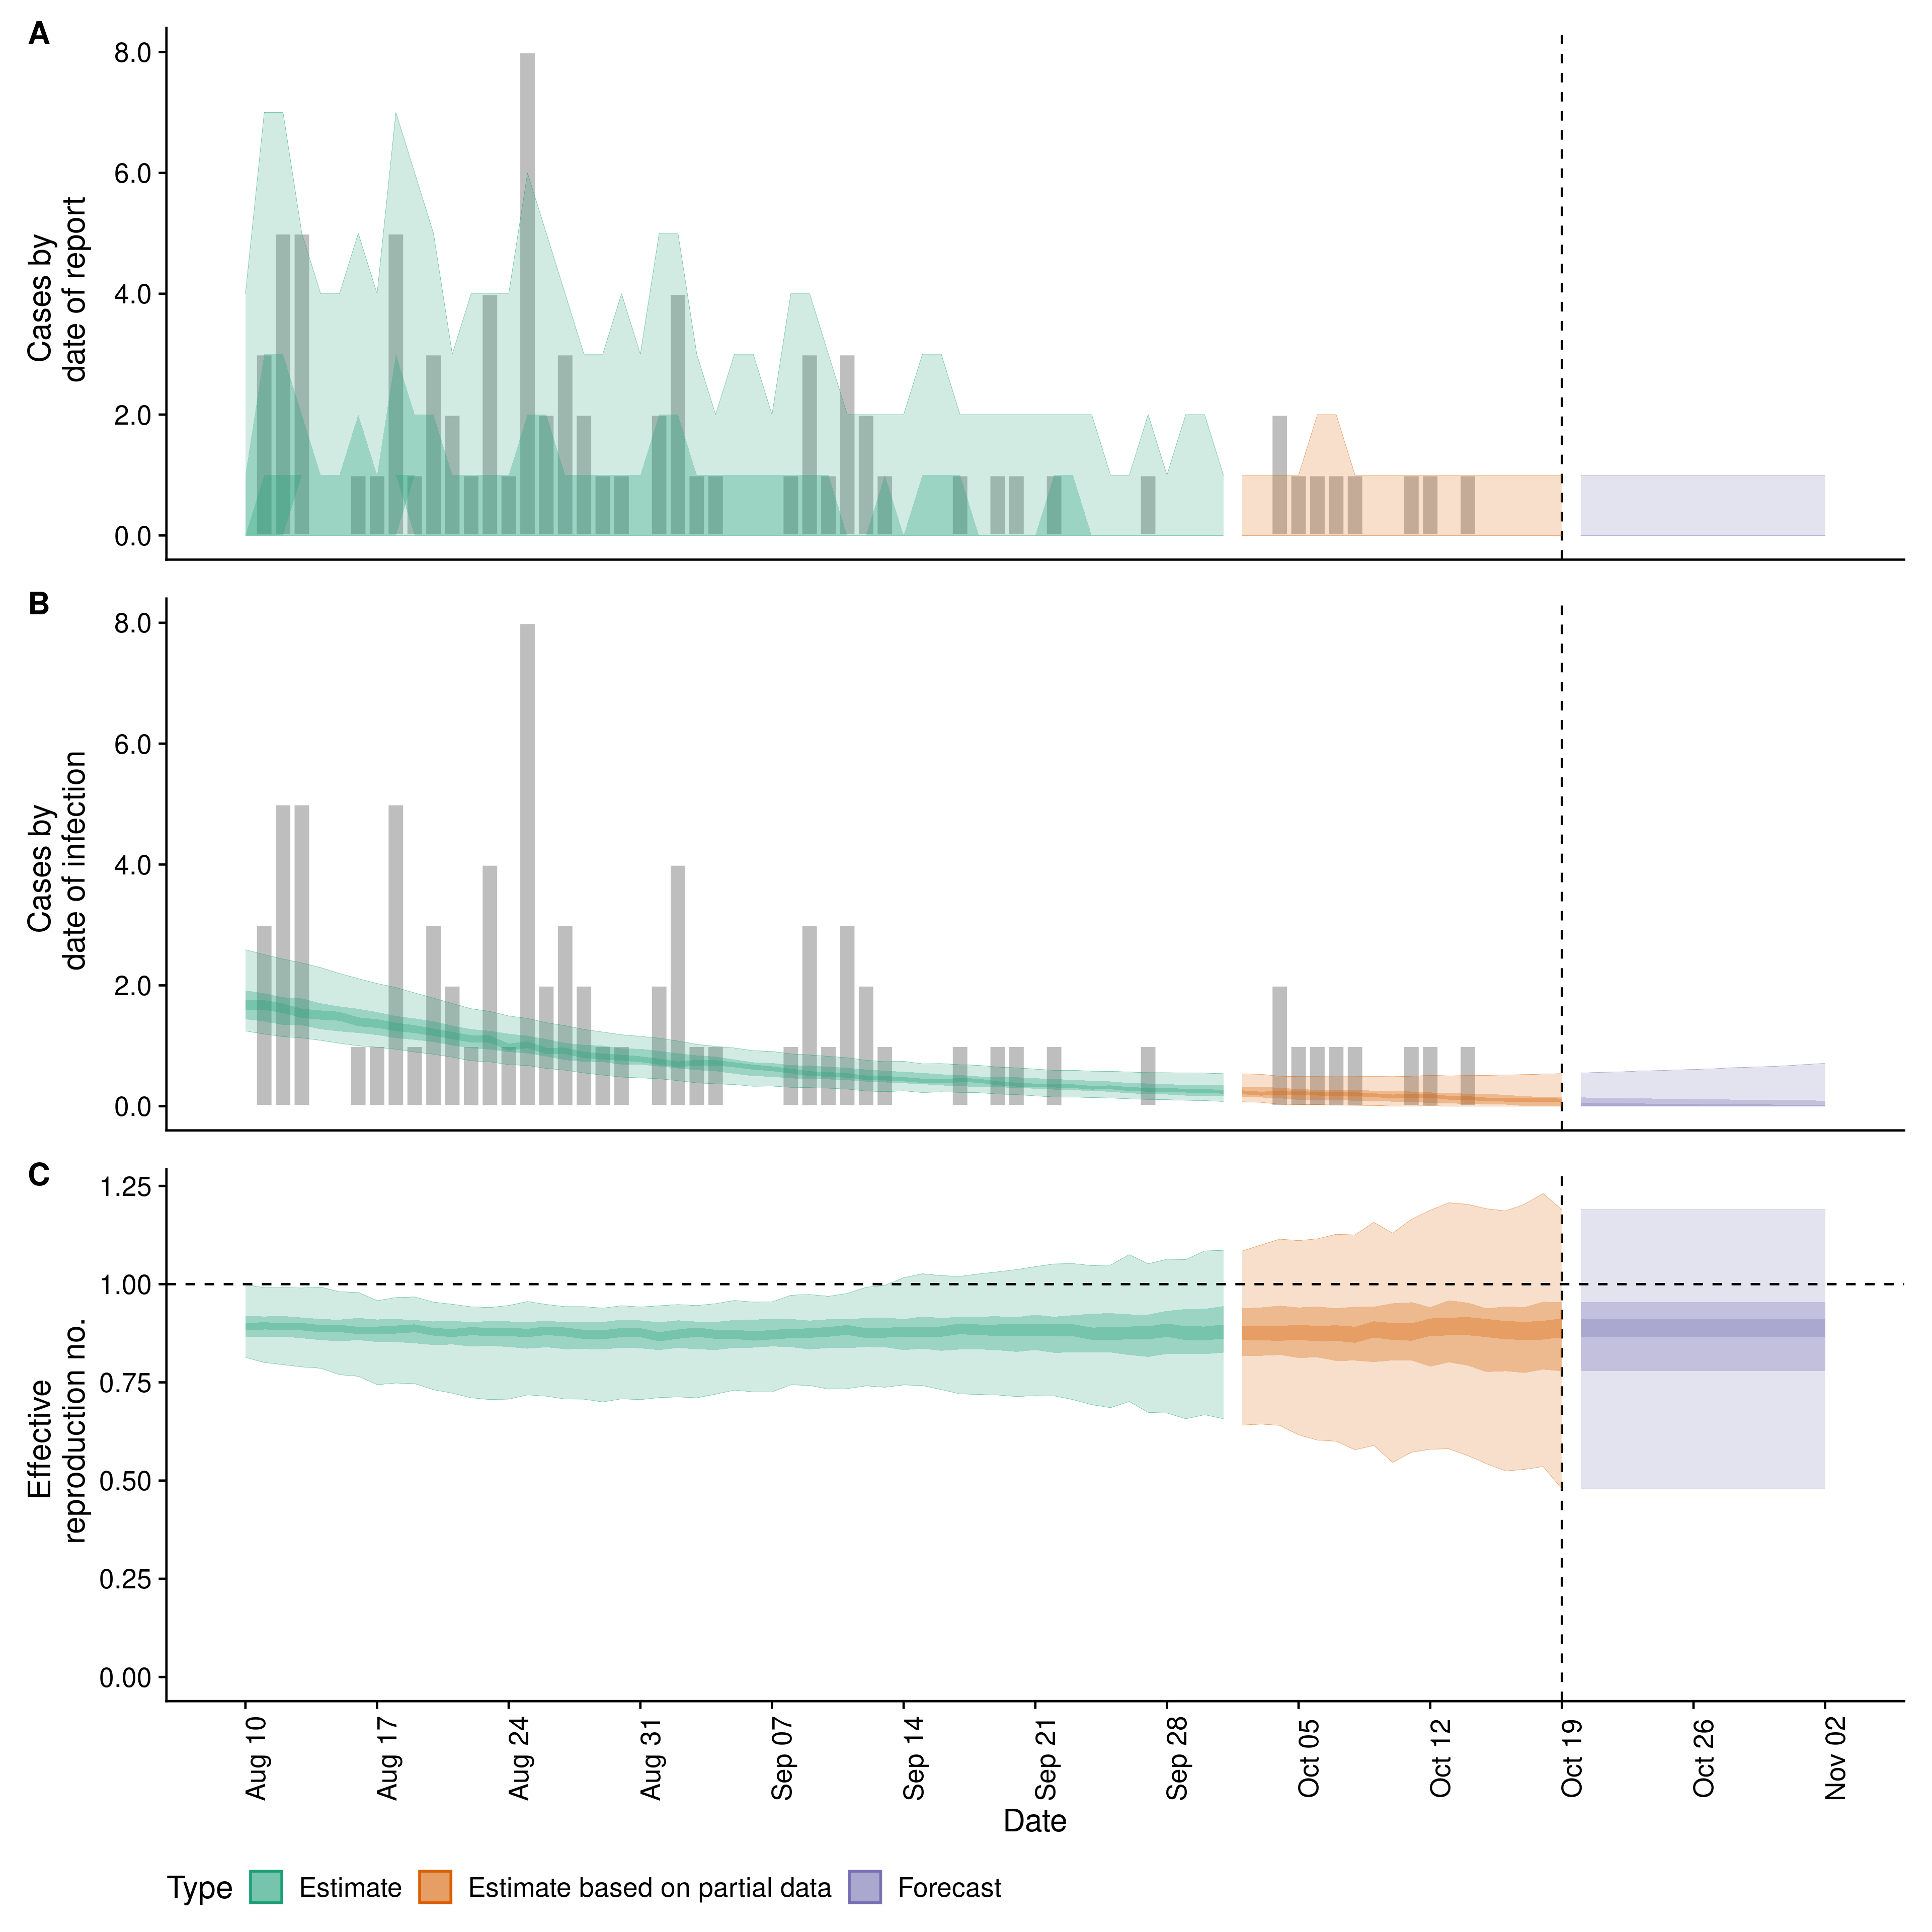 A
8.0
6.0
4.0
2.0
0.0
Cases by
date of report
B
8.0
6.0
4.0
2.0
0.0
Cases by
date of infection
C
1.25
1.00
0.75
0.50
0.25
0.00
Effective
reproduction no.
Aug 10
Aug 17
Aug 24
Aug 31
Sep 07
Sep 14
Sep 21
Sep 28
Oct 05
Oct 12
Oct 19
Oct 26
Nov 02
Date
Type Estimate Estimate based on partial data Forecast